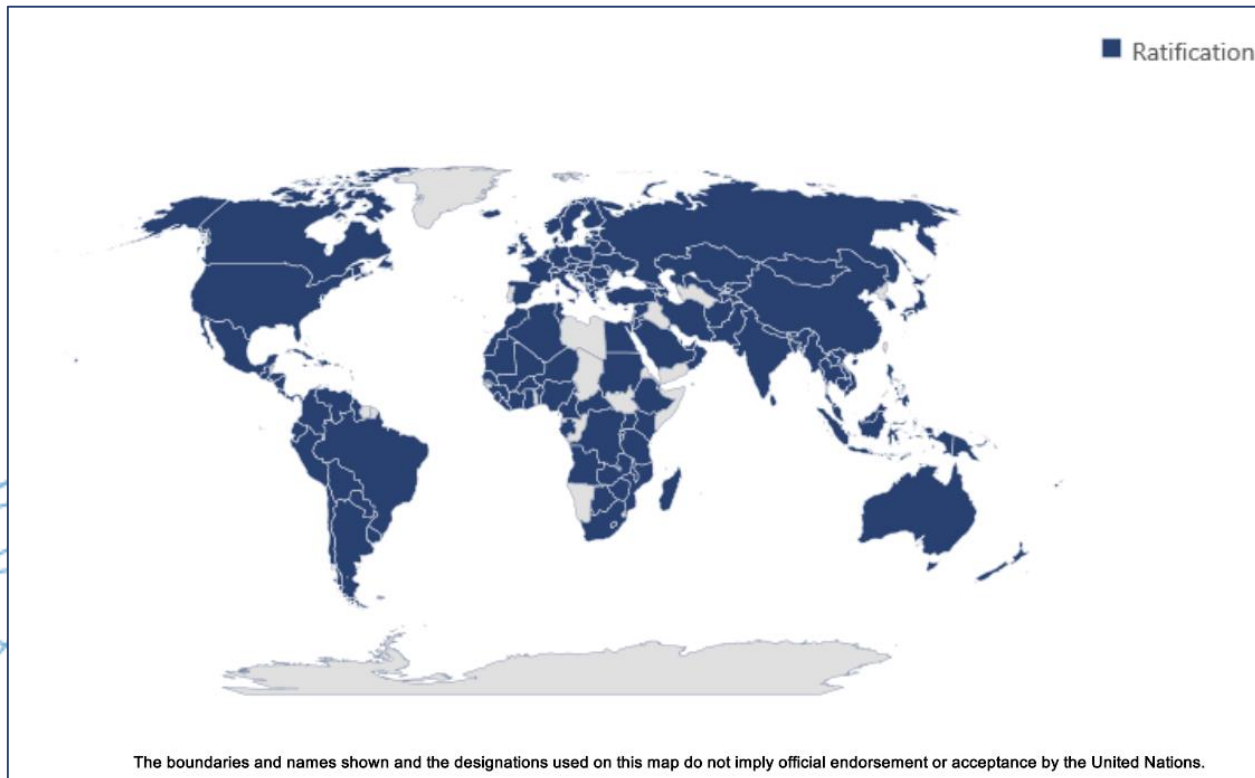 Ratification
The boundaries and names shown and the designations used on this map do not imply official endorsement or acceptance by the United Nations.